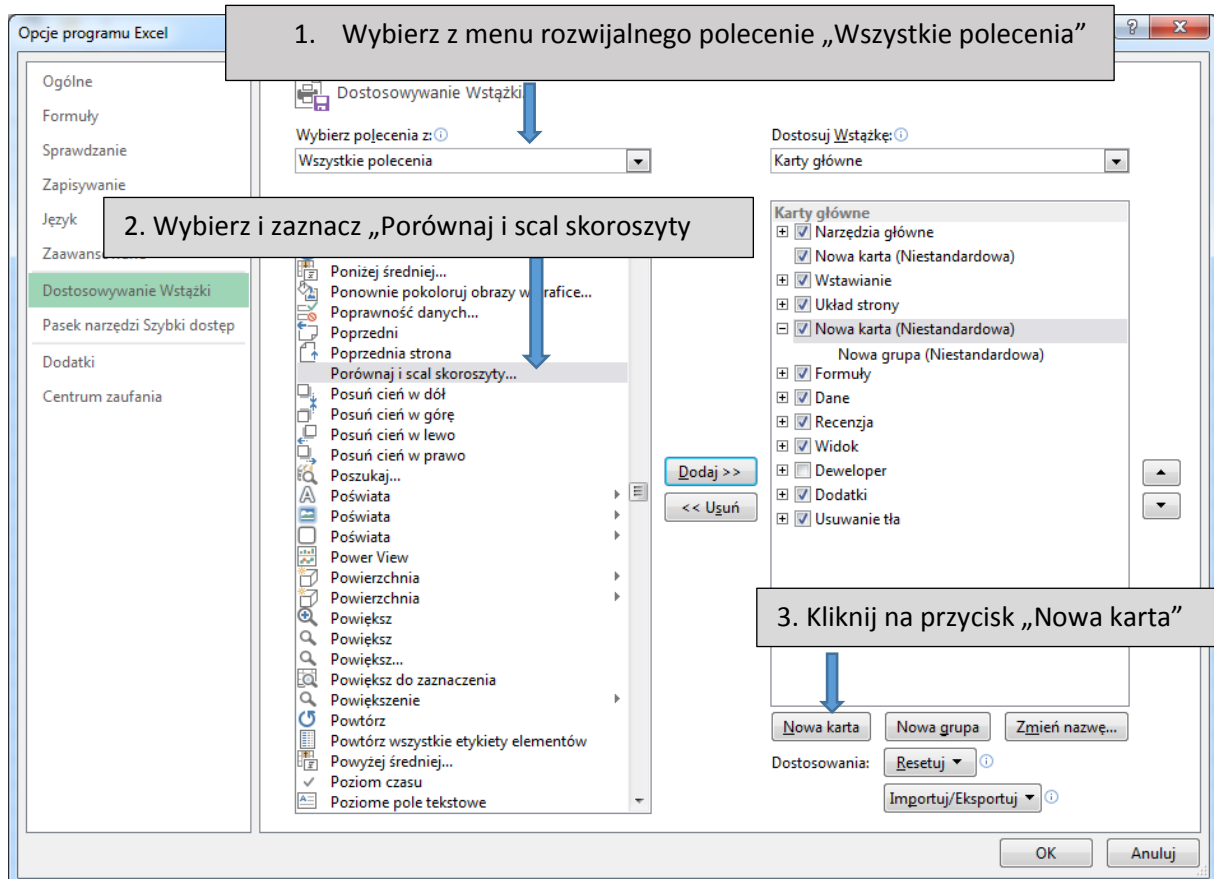 Opcje programu Excel
1. Wybierz z menu rozwijalnego polecenie „Wszystkie polecenia”
Ogólne
Formuły
Sprawdzanie
Zapisywanie
Język
Dostosowywanie Wstążki
Pasek narzędzi Szybki dostęp
Dodatki
Centrum zaufania
Dostosowywanie Wstążki
Wybierz polecenia z:
Wszystkie polecenia
2. Wybierz i zaznacz „Porównaj i scal skoroszyty
Poniżej średniej...
Ponownie pokoloruj obrazy w grafice...
Poprawność danych...
Poprzedni
Poprzednia strona
Porównaj i scal skoroszyty...
Posuń cień w dół
Posuń cień w górę
Posuń cień w lewo
Posuń cień w prawo
Poszukaj...
Poświata
Poświata
Poświata
Power View
Powierzchnia
Powierzchnia
Powiększ
Powiększ
Powiększ...
Powiększ do zaznaczenia
Powiększenie
Powtórz
Powtórz wszystkie etykiety elementów
Powyżej średniej...
Poziom czasu
Poziome pole tekstowe
Dodaj >>
<< Usuń
Dostosuj Wstążkę:
Karty główne
Karty główne
Narzędzia główne
Nowa karta (Niestandardowa)
Wstawianie
Układ strony
Nowa karta (Niestandardowa)
Nowa grupa (Niestandardowa)
Formuły
Dane
Recenzja
Widok
Deweloper
Dodatki
Usuwanie tła
3. Kliknij na przycisk „Nowa karta”
Nowa karta Nowa grupa Zmień nazwę...
Dostosowania: Resetuj
Importuj/Eksportuj
OK Anuluj